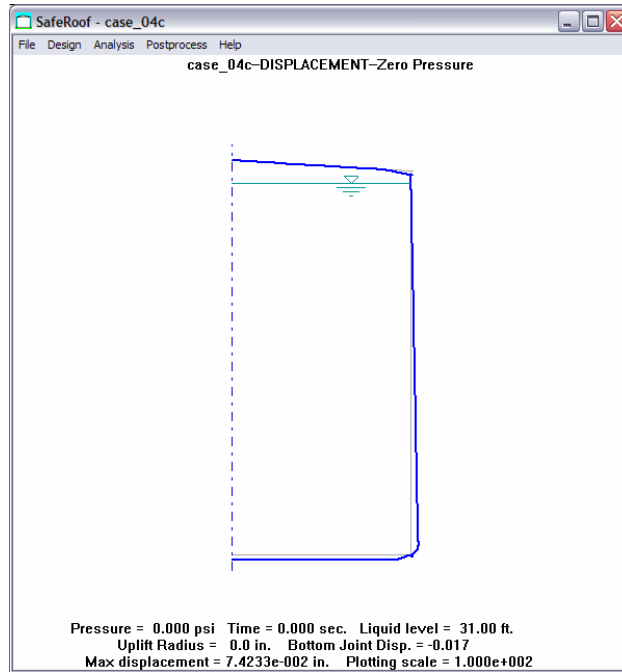 SafeRoof - case_04c
File Design Analysis Postprocess Help
case_04c-DISPLACEMENT-Zero Pressure
Pressure = 0.000 psi Time = 0.000 sec. Liquid level = 31.00 ft.
Uplift Radius = 0.0 in. Bottom Joint Disp. = -0.017
Max displacement = 7.4233e-002 in. Plotting scale = 1.000e+002